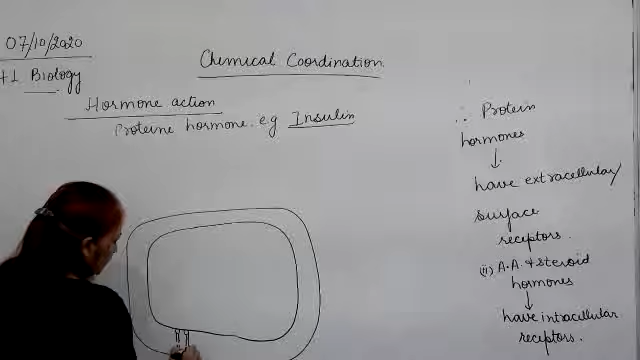 07/10/2020
+1 Biology
Chemical Coordination
Hormone action
Proteine hormone. e.g Insulin
∴ Protein
hormones
↓
have extracellular/
surface
receptors.
(ii) A.A. & steroid
hormones
↓
have intracellular
receptors.